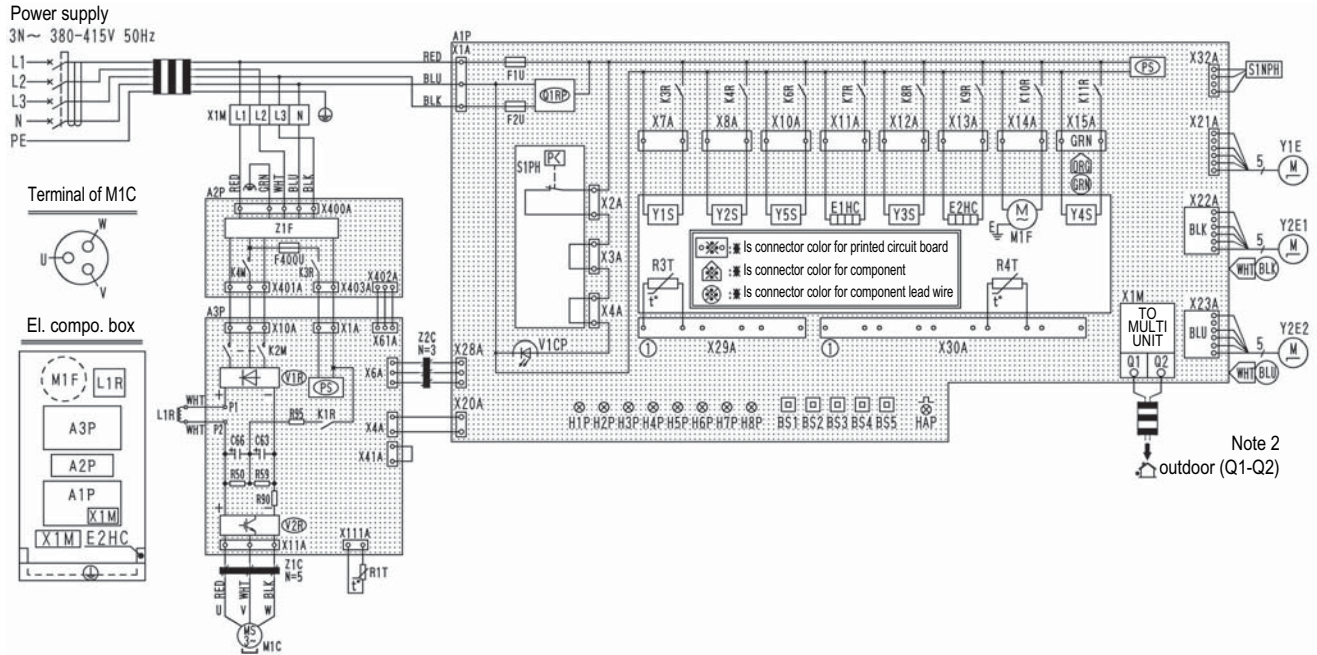 Power supply
3N～ 380-415V 50Hz
L1
L2
L3
N
PE
X1M L1 L2 L3 N
RED GRN WHT BLU BLK
A2P
X400A
Z1F
F400U
K4M
K3R
X402A
X401A
X403A
A3P
X10A
X1A
X61A
K2M
V1R
PS
X6A
Z2C
N=3
L1R
WHT
P1
WHT
P2
R95
K1R
X4A
C66
C63
X41A
R50
R59
R90
V2R
X11A
X111A
Z1C
N=5
R1T
t°
RED WHT BLK
U V W
MS
3~
M1C
Terminal of M1C
W
U
V
El. compo. box
M1F
L1R
A3P
A2P
A1P
X1M
X1M E2HC
A1P
X1A
RED
BLU
BLK
F1U
F2U
Q1RP
PS
S1PH
P<
X2A
X3A
X4A
V1CP
X28A
X20A
K3R K4R K6R K7R K8R K9R K10R K11R
X7A X8A X10A X11A X12A X13A X14A X15A
GRN
ORG
GRN
Y1S Y2S Y5S E1HC Y3S E2HC M Y4S
E
M1F
: ※ Is connector color for printed circuit board
: ※ Is connector color for component
: ※ Is connector color for component lead wire
R3T
t°
R4T
t°
① X29A
① X30A
H1P H2P H3P H4P H5P H6P H7P H8P
BS1 BS2 BS3 BS4 BS5
HAP
X32A
S1NPH
X21A
5
Y1E
M
X22A
BLK
5
Y2E1
M
WHT BLK
X23A
BLU
5
Y2E2
M
WHT BLU
X1M
TO
MULTI
UNIT
Q1 Q2
Note 2
outdoor (Q1-Q2)